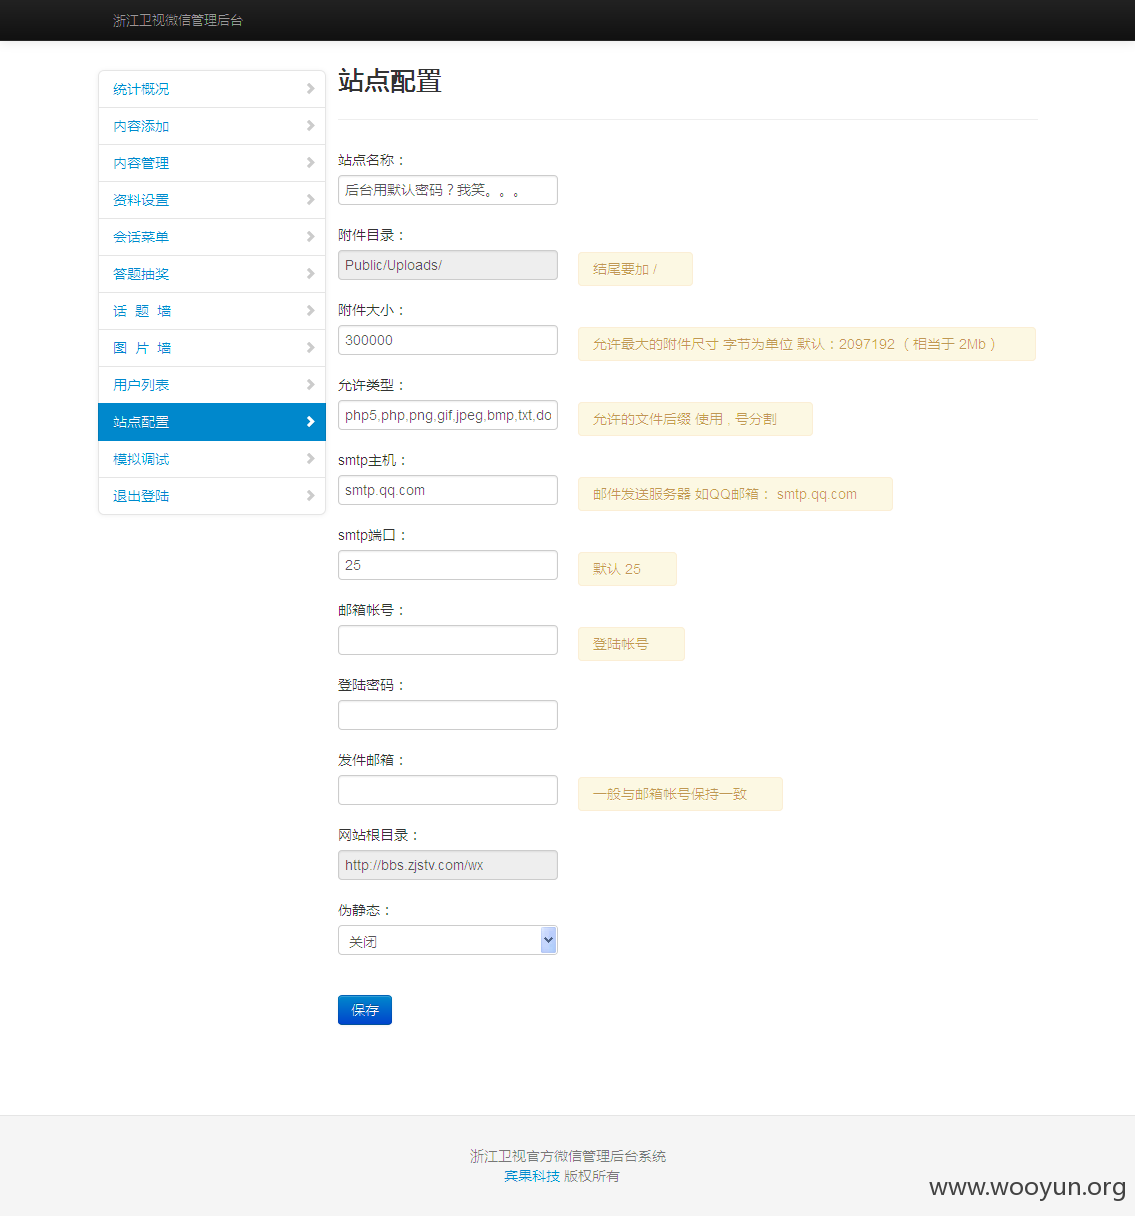 浙江卫视微信管理后台
统计概况
内容添加
内容管理
资料设置
会话菜单
答题抽奖
话 题 墙
图 片 墙
用户列表
站点配置
模拟调试
退出登陆
站点配置
站点名称：
后台用默认密码？我笑。。。
附件目录：
Public/Uploads/
结尾要加 /
附件大小：
300000
允许最大的附件尺寸 字节为单位 默认：2097192 （ 相当于 2Mb ）
允许类型：
php5,php,png,gif,jpeg,bmp,txt,do
允许的文件后缀 使用 , 号分割
smtp主机：
smtp.qq.com
邮件发送服务器 如QQ邮箱： smtp.qq.com
smtp端口：
25
默认 25
邮箱帐号：
登陆帐号
登陆密码：
发件邮箱：
一般与邮箱帐号保持一致
网站根目录：
http://bbs.zjstv.com/wx
伪静态：
关闭
保存
浙江卫视官方微信管理后台系统
宾果科技 版权所有
www.wooyun.org